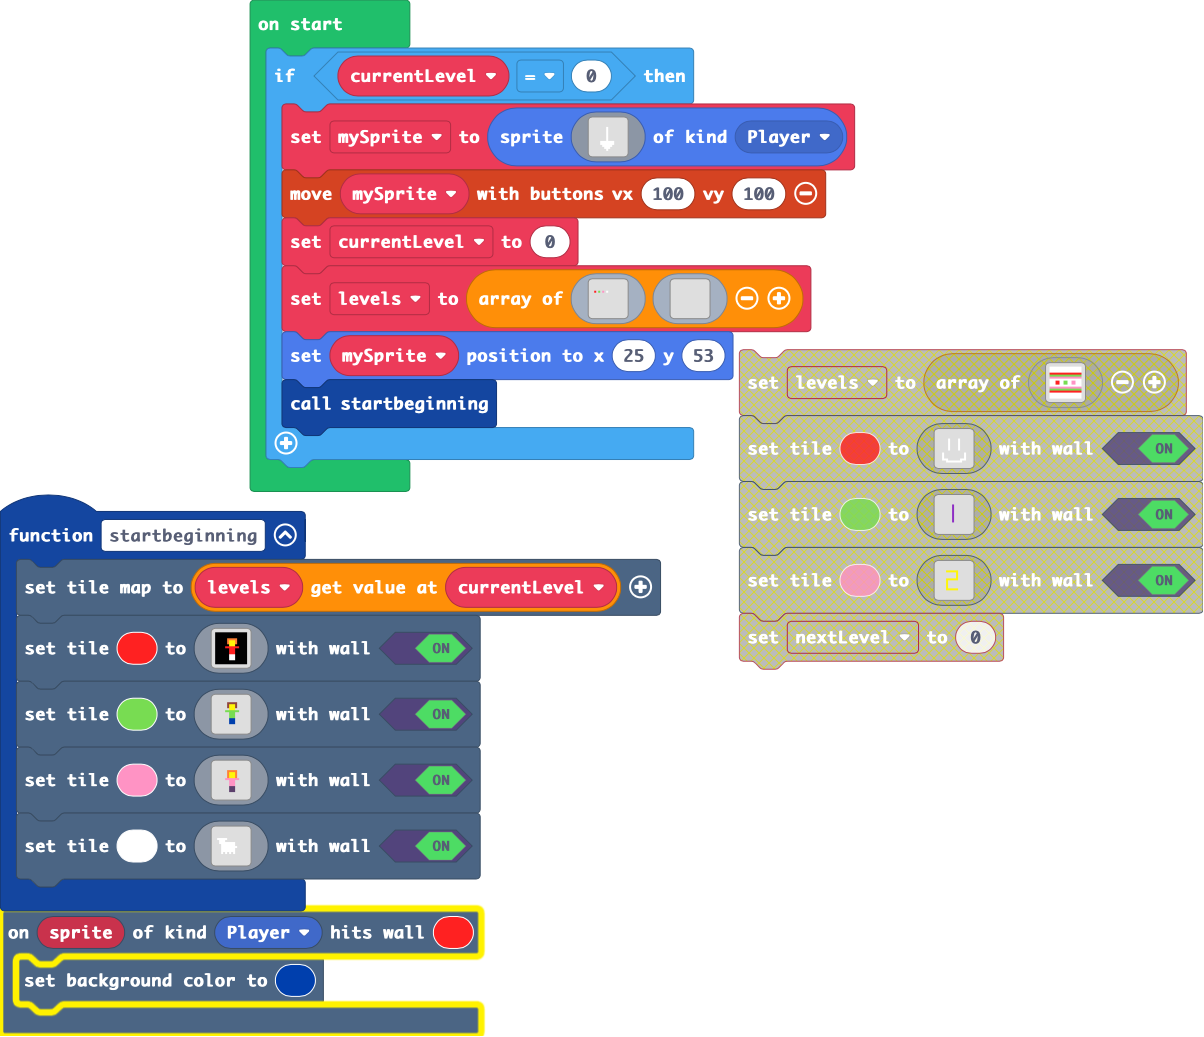 on start
if currentLevel = 0 then
set mySprite to sprite of kind Player
move mySprite with buttons vx 100 vy 100
set currentLevel to 0
set levels to array of
set mySprite position to x 25 y 53
call startbeginning
set levels to array of
set tile to with wall ON
set tile to with wall ON
set tile to with wall ON
set nextLevel to 0
function startbeginning
set tile map to levels get value at currentLevel
set tile to with wall ON
set tile to with wall ON
set tile to with wall ON
set tile to with wall ON
on sprite of kind Player hits wall
set background color to